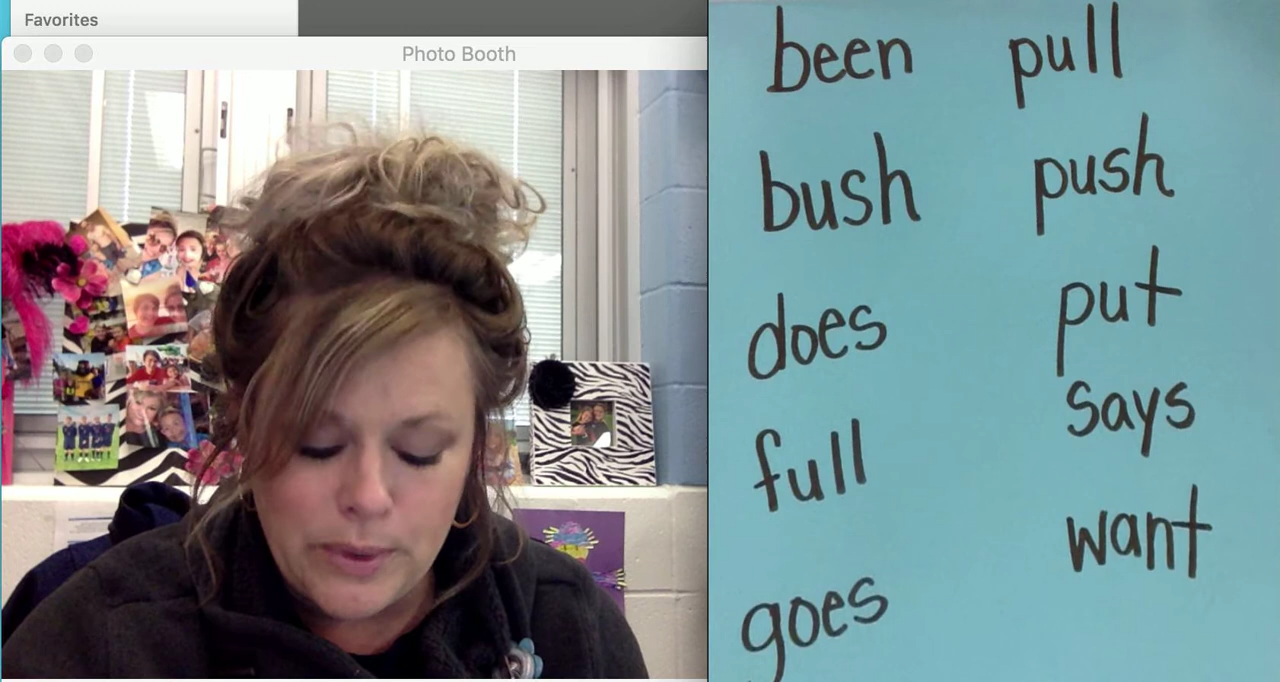 Favorites
Photo Booth
been pull
bush push
does put
full says
goes want